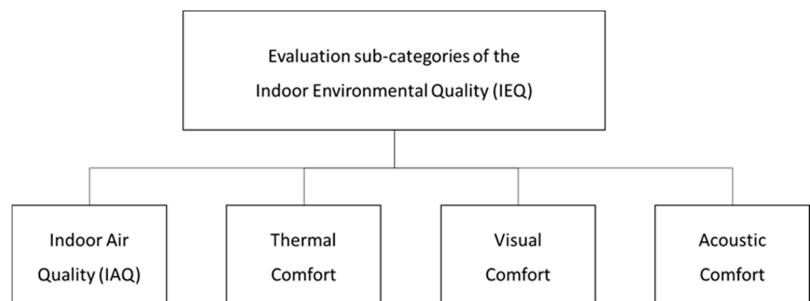 Evaluation sub-categories of the
Indoor Environmental Quality (IEQ)
Indoor Air
Quality (IAQ)
Thermal
Comfort
Visual
Comfort
Acoustic
Comfort